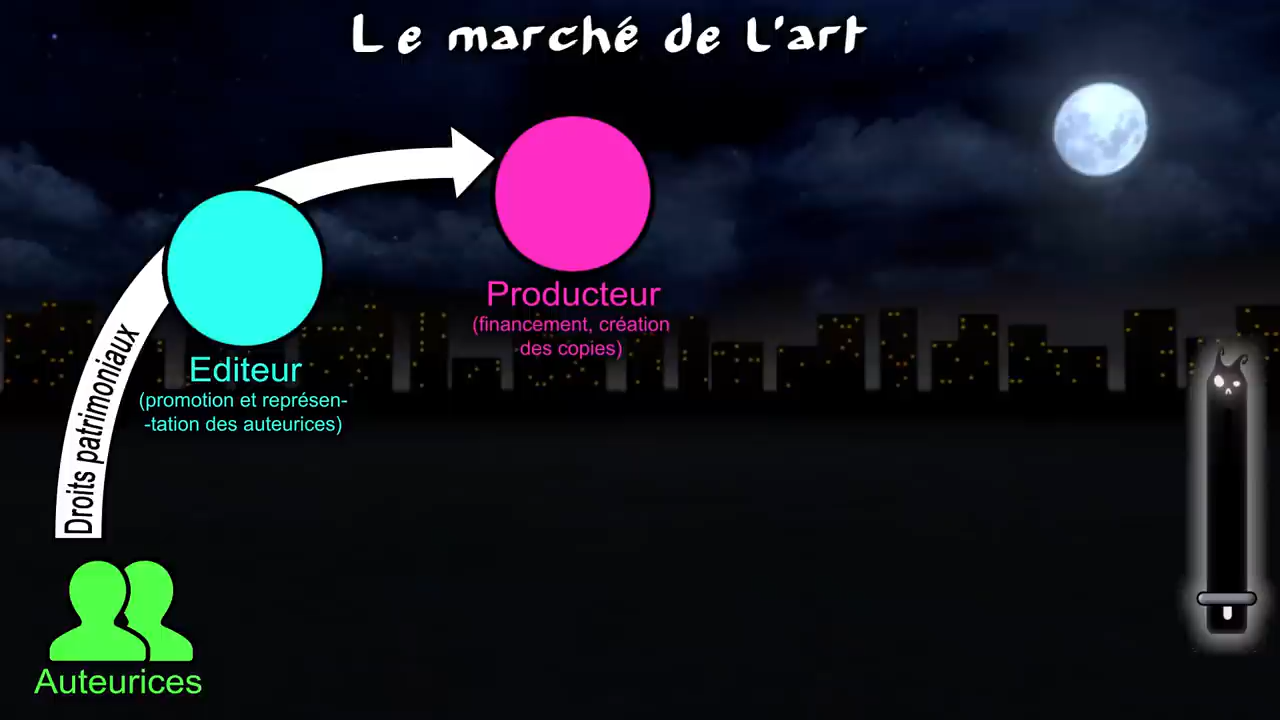 Le marché de l'art
Producteur
(financement, création
des copies)
Editeur
(promotion et représen-
-tation des auteurices)
Droits patrimoniaux
Auteurices